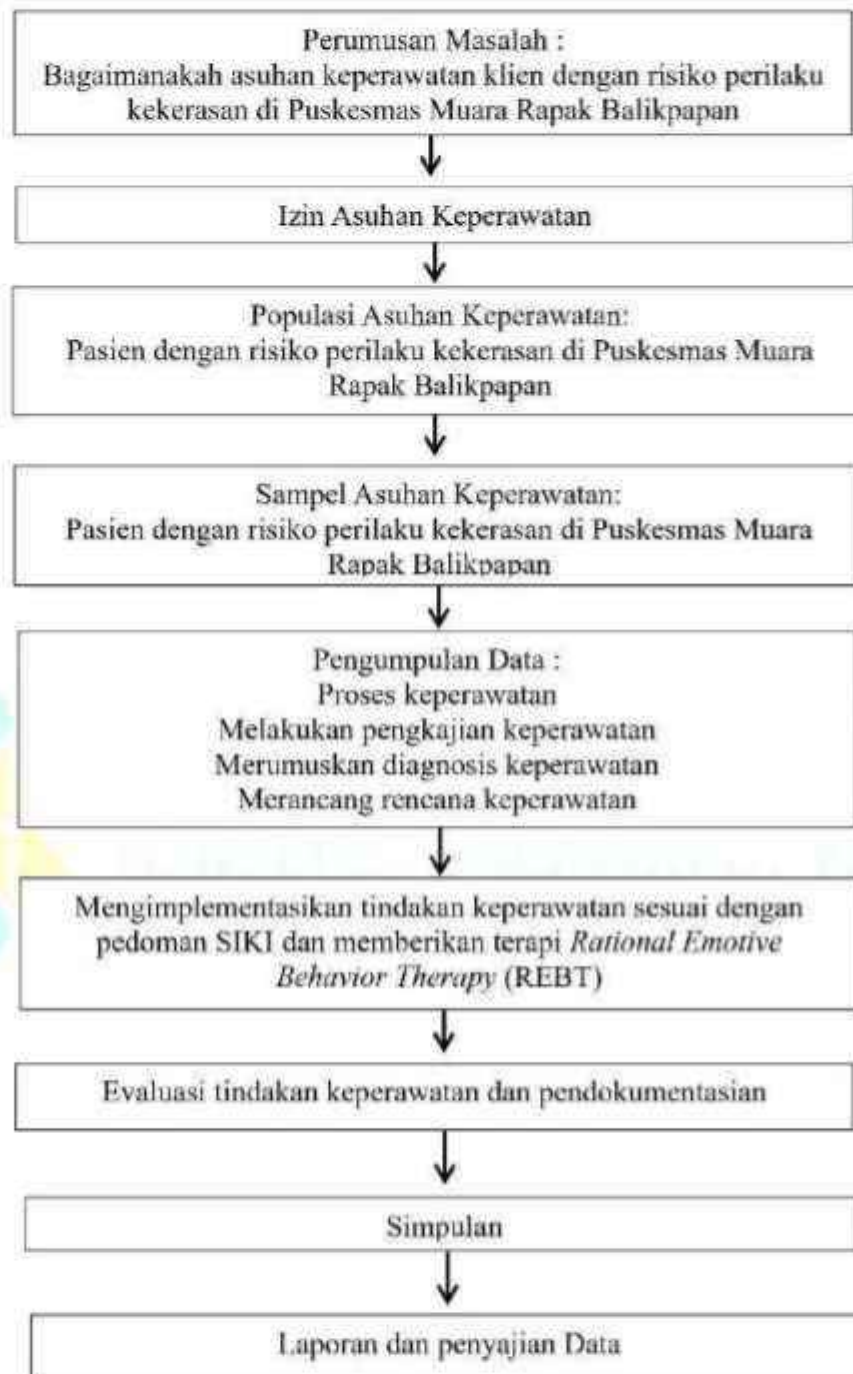 Perumusan Masalah :
Bagaimanakah asuhan keperawatan klien dengan risiko perilaku
kekerasan di Puskesmas Muara Rapak Balikpapan
Izin Asuhan Keperawatan
Populasi Asuhan Keperawatan:
Pasien dengan risiko perilaku kekerasan di Puskesmas Muara
Rapak Balikpapan
Sampel Asuhan Keperawatan:
Pasien dengan risiko perilaku kekerasan di Puskesmas Muara
Rapak Balikpapan
Pengumpulan Data :
Proses keperawatan
Melakukan pengkajian keperawatan
Merumuskan diagnosis keperawatan
Merancang rencana keperawatan
Mengimplementasikan tindakan keperawatan sesuai dengan
pedoman SIKI dan memberikan terapi Rational Emotive
Behavior Therapy (REBT)
Evaluasi tindakan keperawatan dan pendokumentasian
Simpulan
Laporan dan penyajian Data